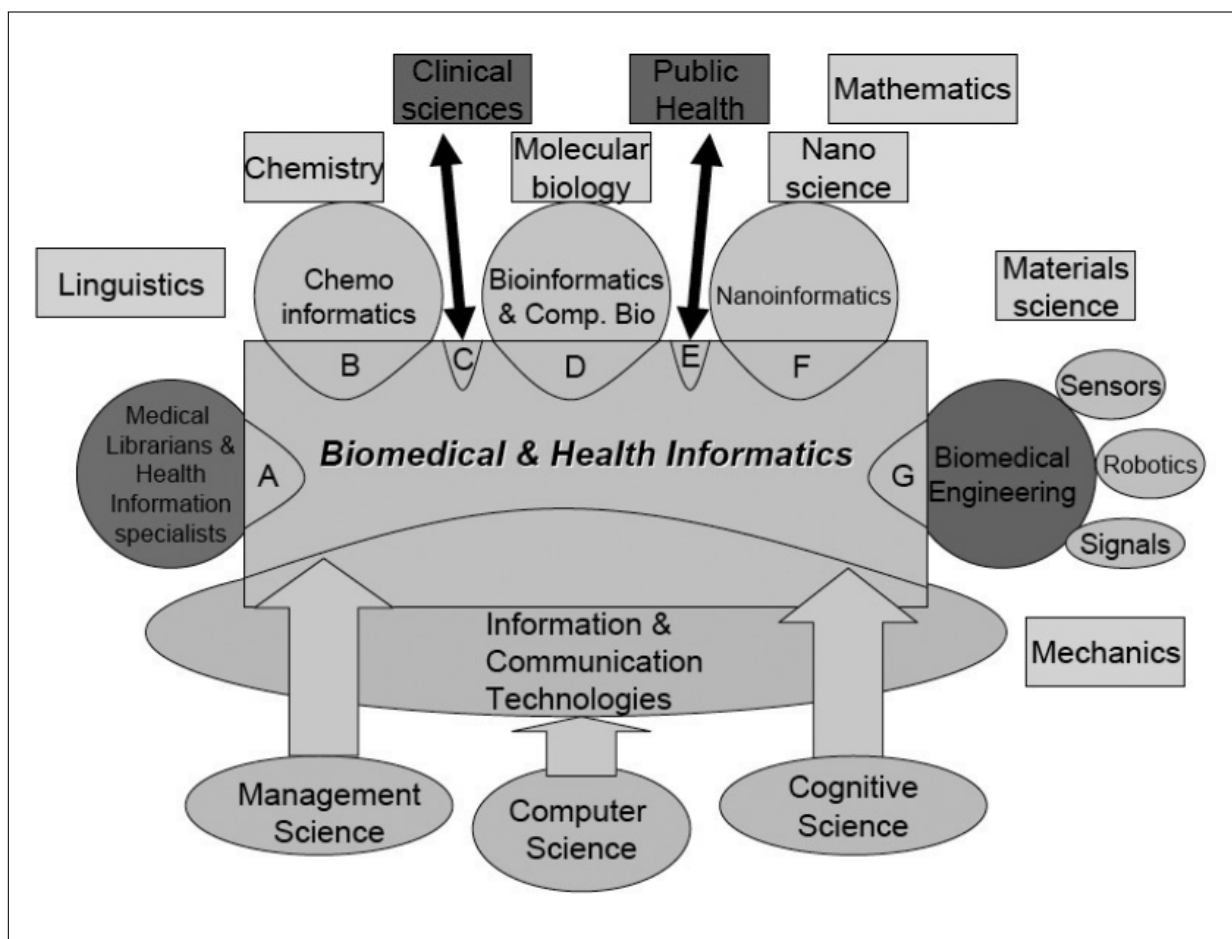 Clinical
sciences
Public
Health
Mathematics
Chemistry
Molecular
biology
Nano
science
Linguistics
Chemo
informatics
Bioinformatics
& Comp. Bio
Nanoinformatics
Materials
science
B
C
D
E
F
Sensors
Medical
Librarians &
Health
Information
specialists
A
Biomedical & Health Informatics
G
Biomedical
Engineering
Robotics
Signals
Information &
Communication
Technologies
Mechanics
Management
Science
Computer
Science
Cognitive
Science